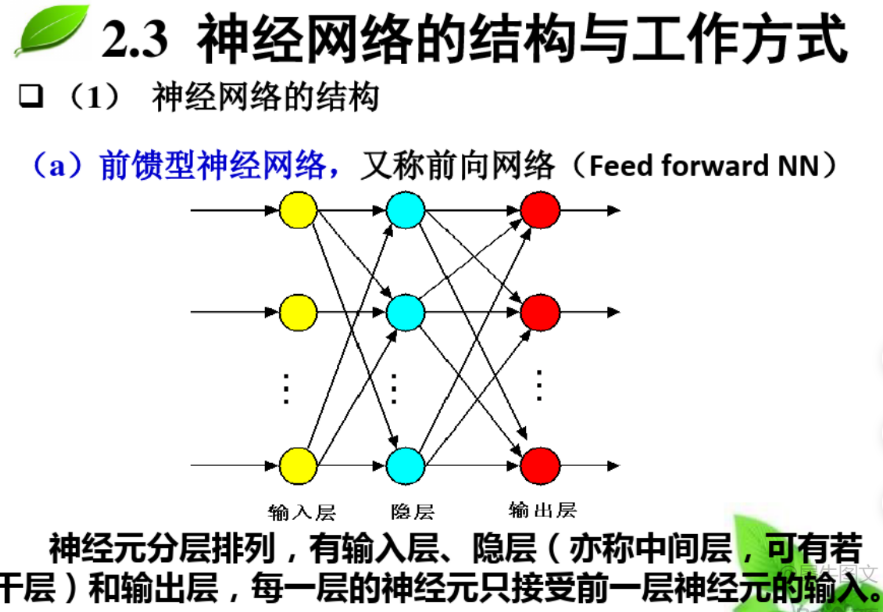 2.3 神经网络的结构与工作方式
（1） 神经网络的结构
（a）前馈型神经网络，又称前向网络（Feed forward NN）
输入层 隐层 输出层
神经元分层排列，有输入层、隐层（亦称中间层，可有若
干层）和输出层，每一层的神经元只接受前一层神经元的输入。